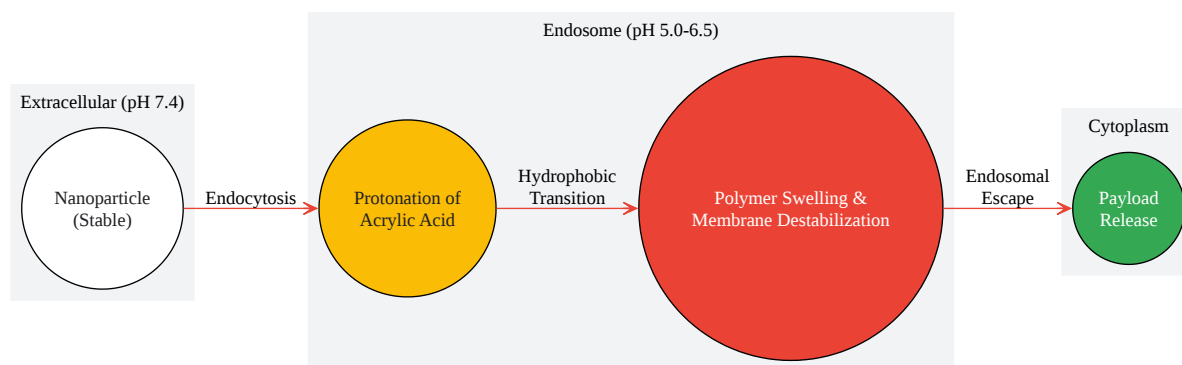 Endosome (pH 5.0-6.5)
Extracellular (pH 7.4)
Nanoparticle
(Stable)
Endocytosis
Protonation of
Acrylic Acid
Hydrophobic
Transition
Polymer Swelling &
Membrane Destabilization
Endosomal
Escape
Cytoplasm
Payload
Release